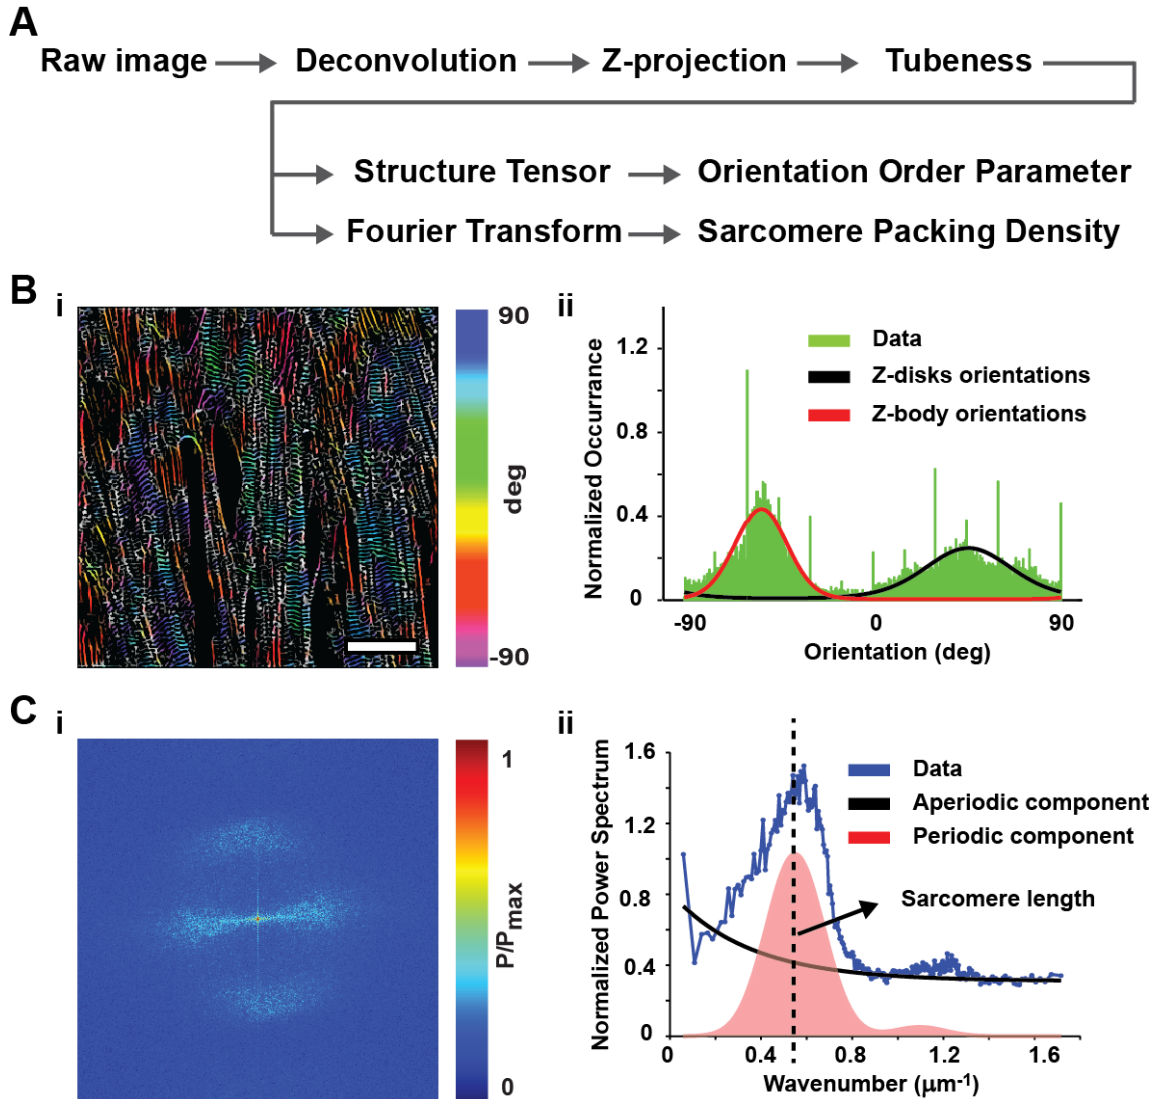 A
Raw image Deconvolution Z-projection Tubeness
Structure Tensor Orientation Order Parameter
Fourier Transform Sarcomere Packing Density
B
i
90
deg
-90
ii
Normalized Occurrance
1.2
0.8
0.4
0
-90 0 90
Orientation (deg)
Data
Z-disks orientations
Z-body orientations
C
i
1
P/Pmax
0
ii
Normalized Power Spectrum
1.6
1.2
0.8
0.4
0
0 0.4 0.8 1.2 1.6
Wavenumber (μm-1)
Data
Aperiodic component
Periodic component
Sarcomere length